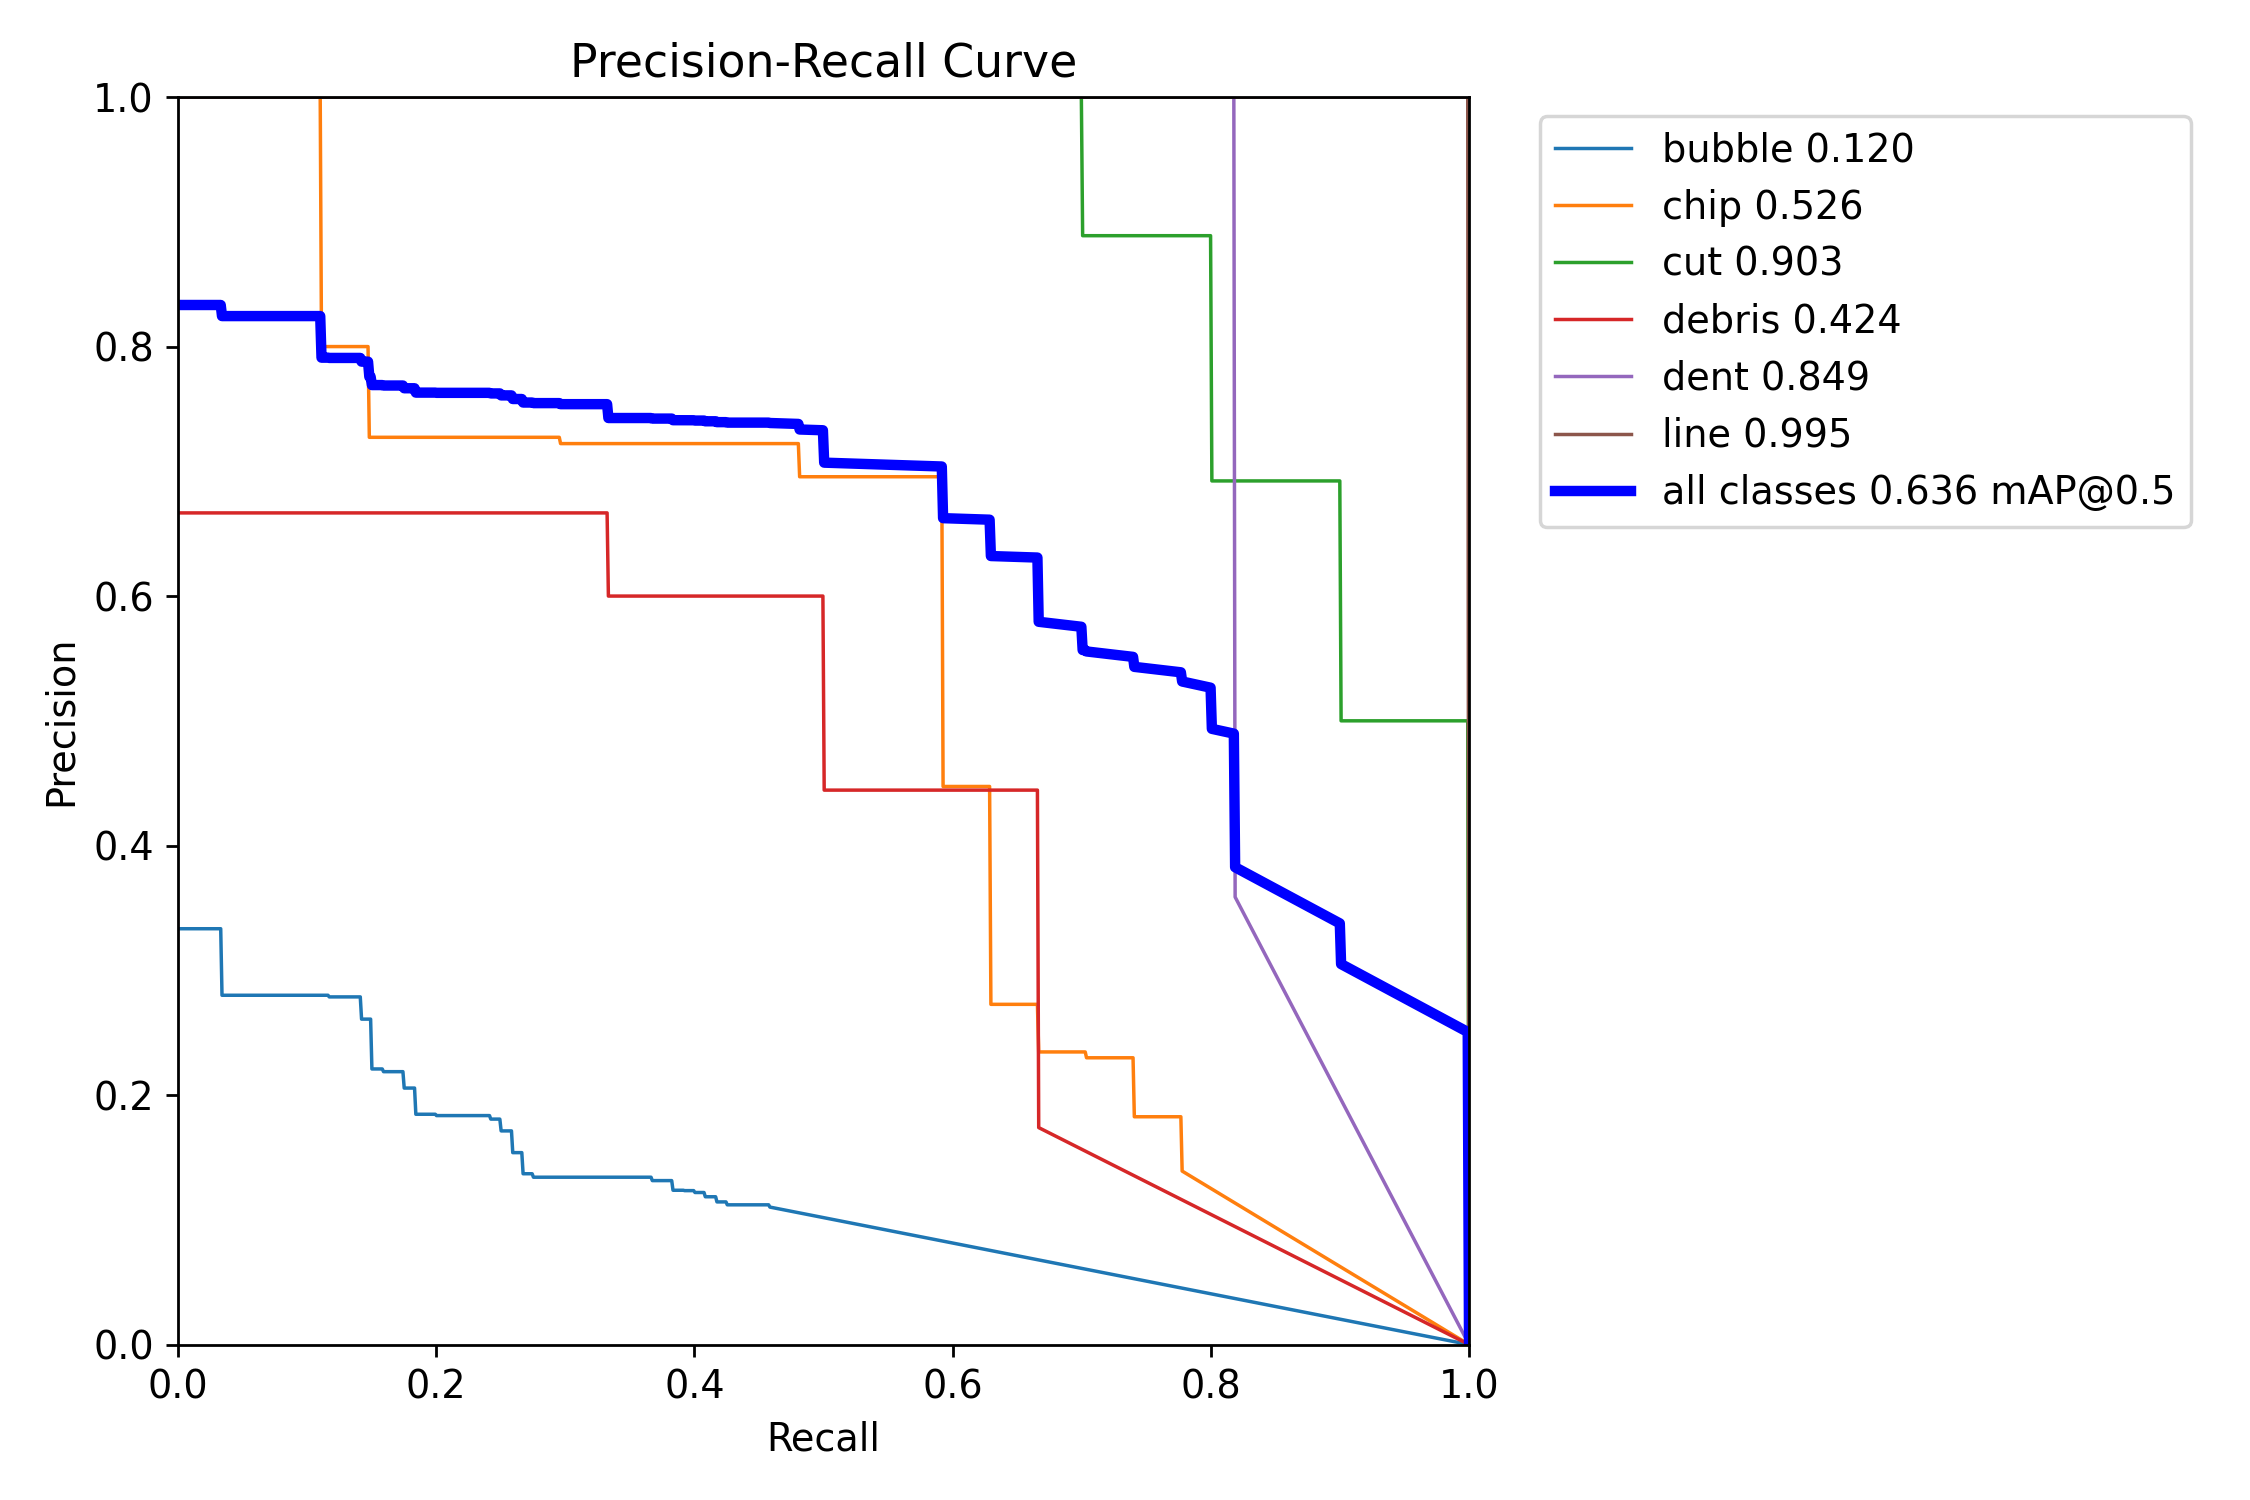 Precision-Recall Curve
1.0
0.8
0.6
0.4
0.2
0.0
Precision
0.0 0.2 0.4 0.6 0.8 1.0
Recall
bubble 0.120
chip 0.526
cut 0.903
debris 0.424
dent 0.849
line 0.995
all classes 0.636 mAP@0.5